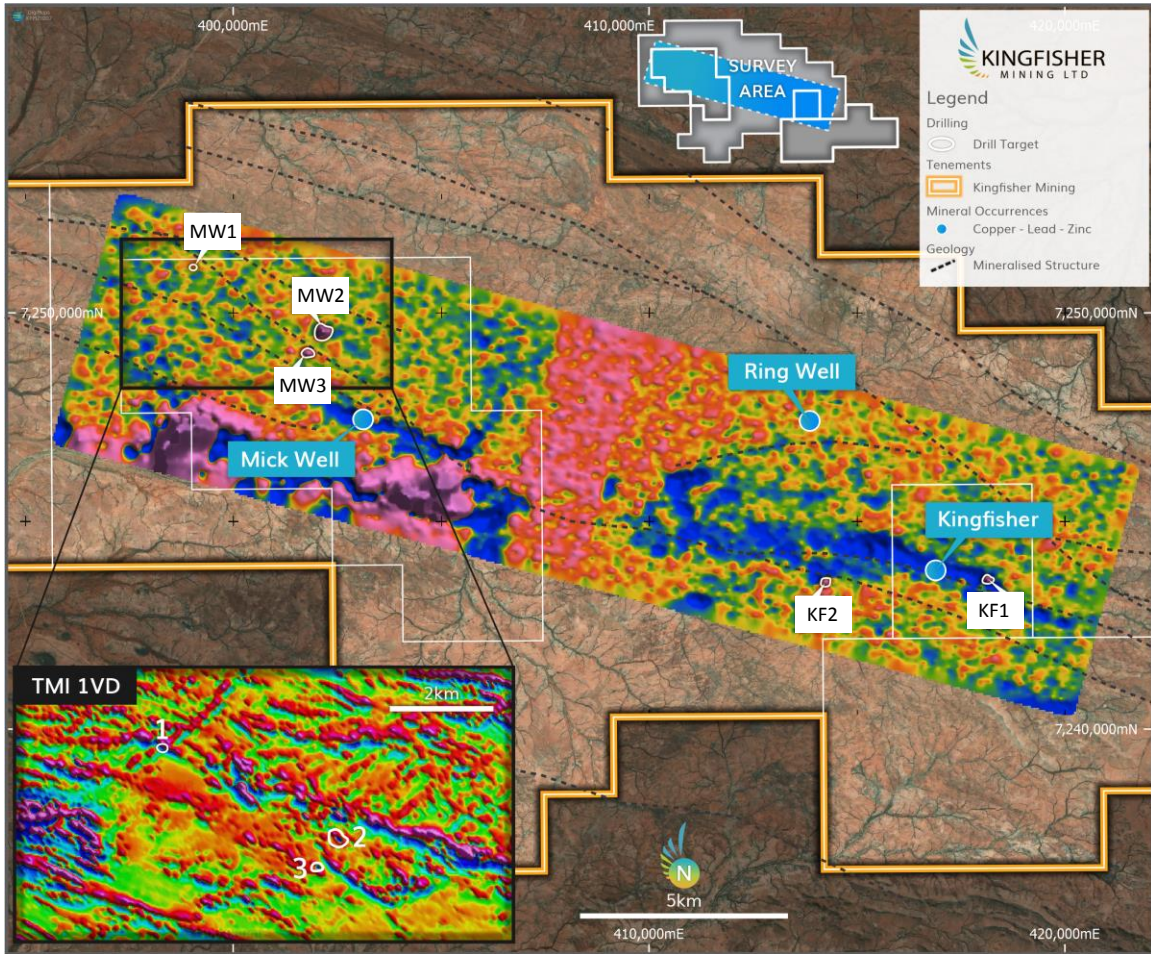 400,000mE
410,000mE
420,000mE
SURVEY
AREA
KINGFISHER
MINING LTD
Legend
Drilling
Drill Target
Tenements
Kingfisher Mining
Mineral Occurrences
Copper - Lead - Zinc
Geology
Mineralised Structure
7,250,000mN
7,250,000mN
MW1
MW2
MW3
Ring Well
Mick Well
Kingfisher
KF2
KF1
TMI 1VD
2km
1
2
3
7,240,000mN
N
5km
400,000mE
410,000mE
420,000mE